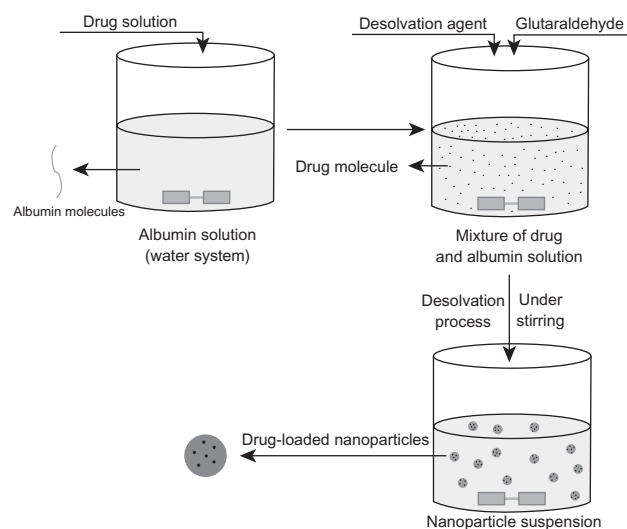 Drug solution
Desolvation agent
Glutaraldehyde
Drug molecule
Albumin molecules
Albumin solution
(water system)
Mixture of drug
and albumin solution
Desolvation
process
Under
stirring
Drug-loaded nanoparticles
Nanoparticle suspension